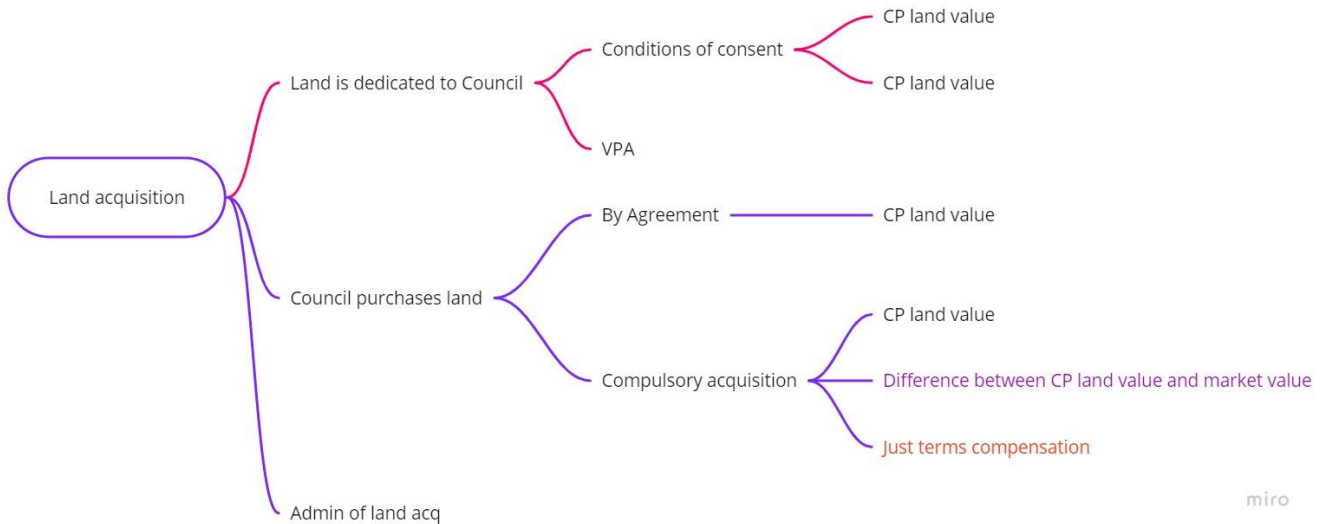 Land acquisition
Land is dedicated to Council
Conditions of consent
CP land value
CP land value
VPA
Council purchases land
By Agreement
CP land value
Compulsory acquisition
CP land value
Difference between CP land value and market value
Just terms compensation
Admin of land acq
miro